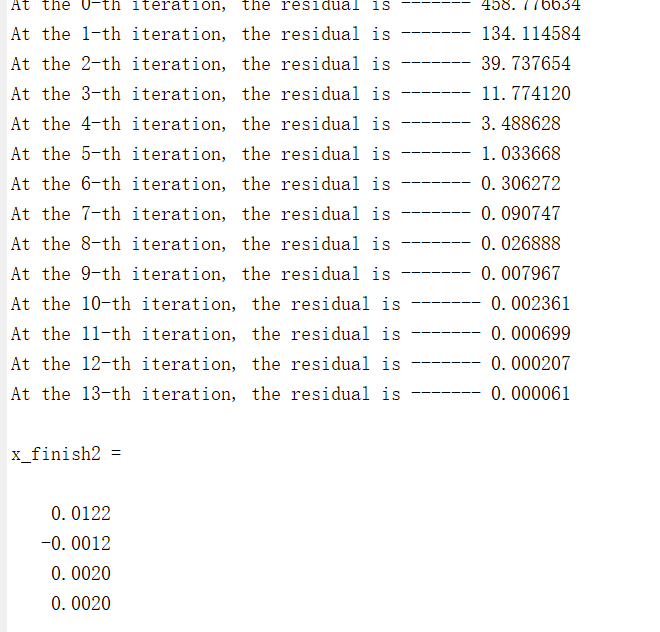 At the 0-th iteration, the residual is ------- 458.776634
At the 1-th iteration, the residual is ------- 134.114584
At the 2-th iteration, the residual is ------- 39.737654
At the 3-th iteration, the residual is ------- 11.774120
At the 4-th iteration, the residual is ------- 3.488628
At the 5-th iteration, the residual is ------- 1.033668
At the 6-th iteration, the residual is ------- 0.306272
At the 7-th iteration, the residual is ------- 0.090747
At the 8-th iteration, the residual is ------- 0.026888
At the 9-th iteration, the residual is ------- 0.007967
At the 10-th iteration, the residual is ------- 0.002361
At the 11-th iteration, the residual is ------- 0.000699
At the 12-th iteration, the residual is ------- 0.000207
At the 13-th iteration, the residual is ------- 0.000061
x_finish2 =
0.0122
-0.0012
0.0020
0.0020